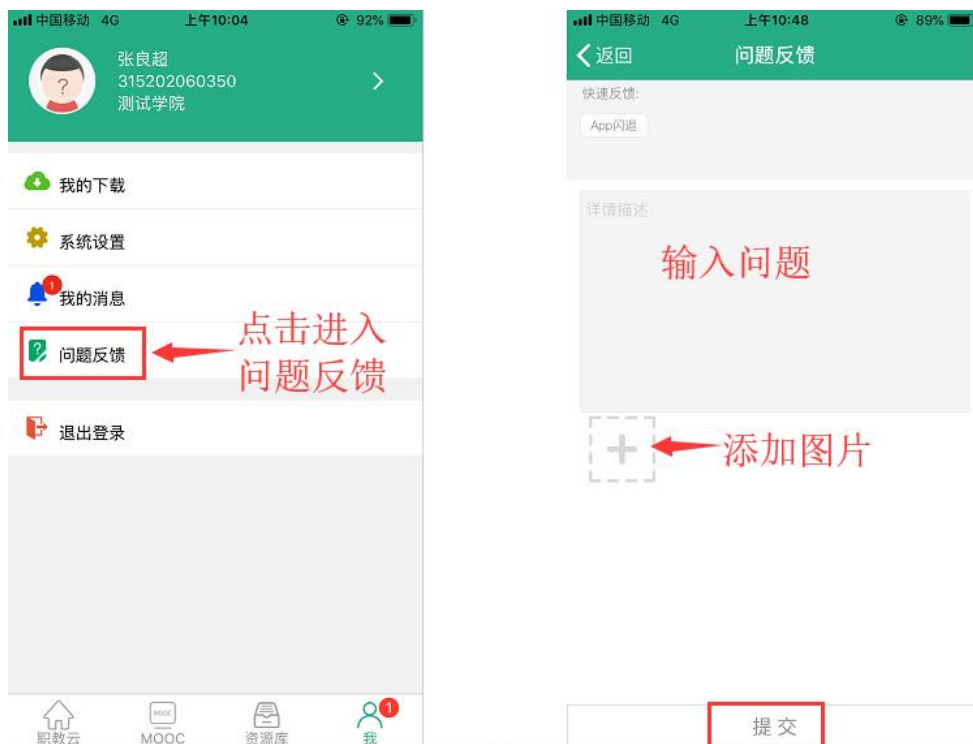 中国移动 4G 上午10:04 92%
张良超
315202060350
测试学院
?
我的下载
系统设置
1
我的消息
?
问题反馈
点击进入
问题反馈
退出登录
1
职教云
MOOC
MOOC
资源库
我
中国移动 4G 上午10:48 89%
返回 问题反馈
快速反馈:
App闪退
详情描述
输入问题
添加图片
提交